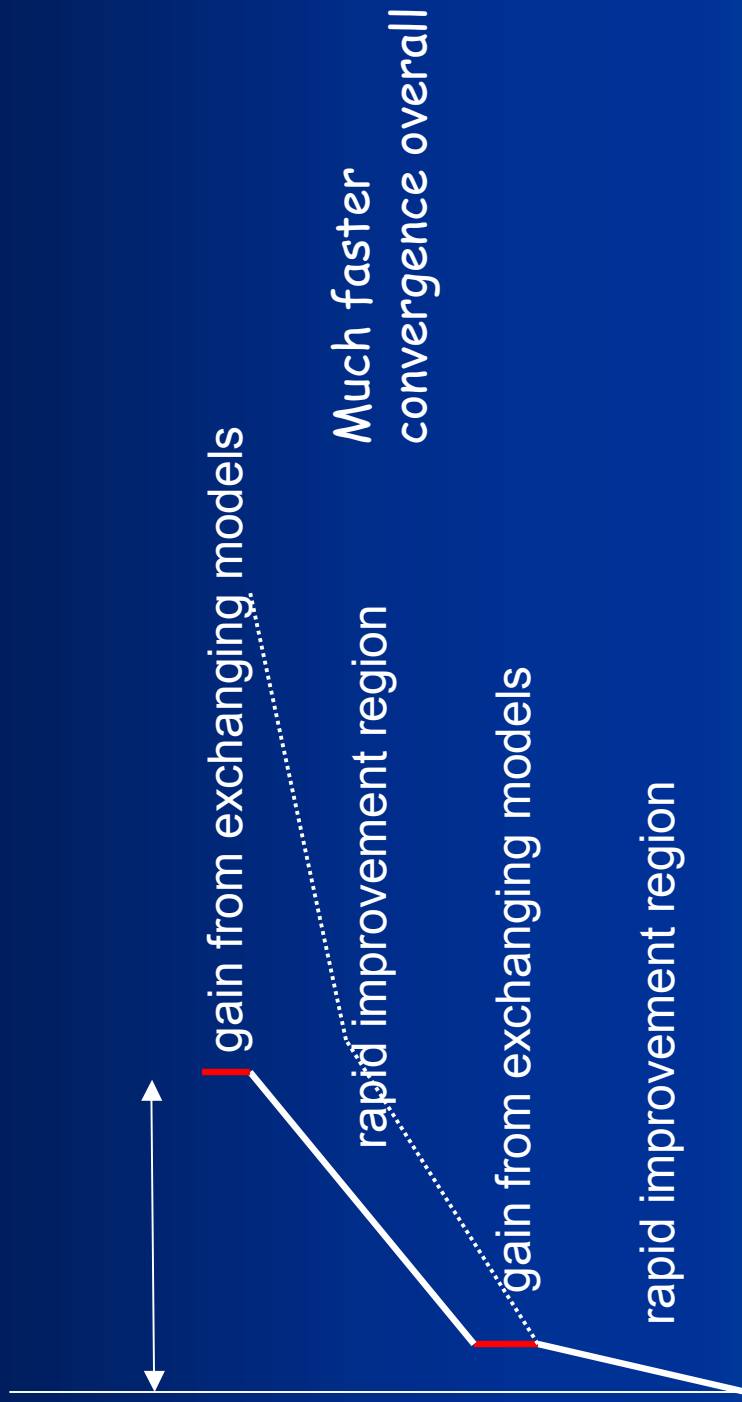 gain from exchanging models
rapid improvement region
Much faster
convergence overall
gain from exchanging models
rapid improvement region